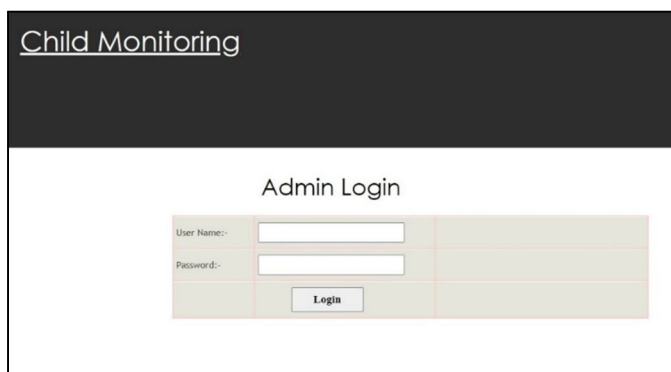 Child Monitoring
Admin Login
User Name:-
Password:-
Login